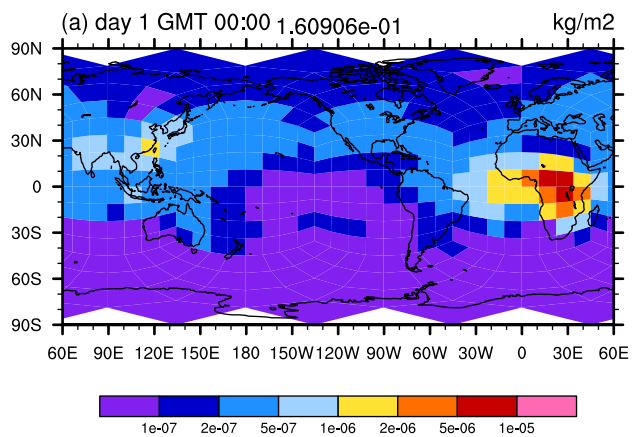 (a) day 1 GMT 00:00 1.60906e-01 kg/m2
90N
60N
30N
0
30S
60S
90S
60E 90E 120E 150E 180 150W 120W 90W 60W 30W 0 30E 60E
1e-07 2e-07 5e-07 1e-06 2e-06 5e-06 1e-05